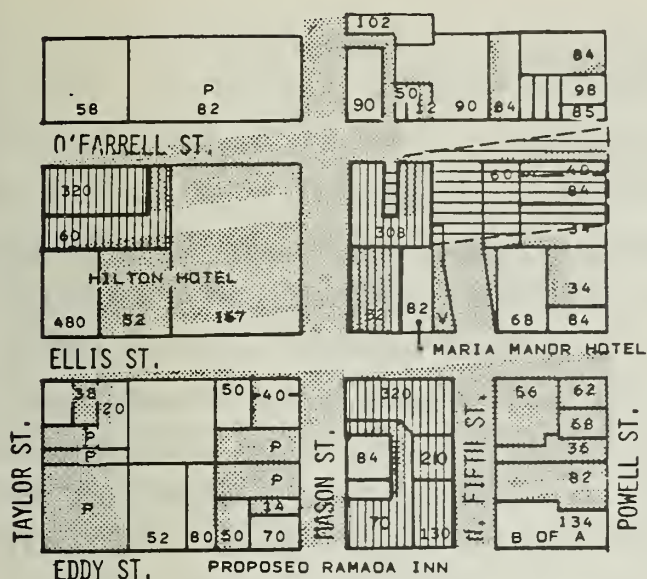 102
84
P
58 82
50
90 12 90 84
98
85
O'FARRELL ST.
320
60 40
84
60
308
34
HILTON HOTEL
480 52 167
32 82 V 68
34
84
ELLIS ST.
MARIA MANOR HOTEL
38 20
50 40
320
56 62
68
36
P
P
P
P
P
84
210
82
52 80 50
14
70
70 130
134
B OF A
TAYLOR ST.
MASON ST.
N. FIFTH ST.
POWELL ST.
EDDY ST.
PROPOSED RAMADA INN